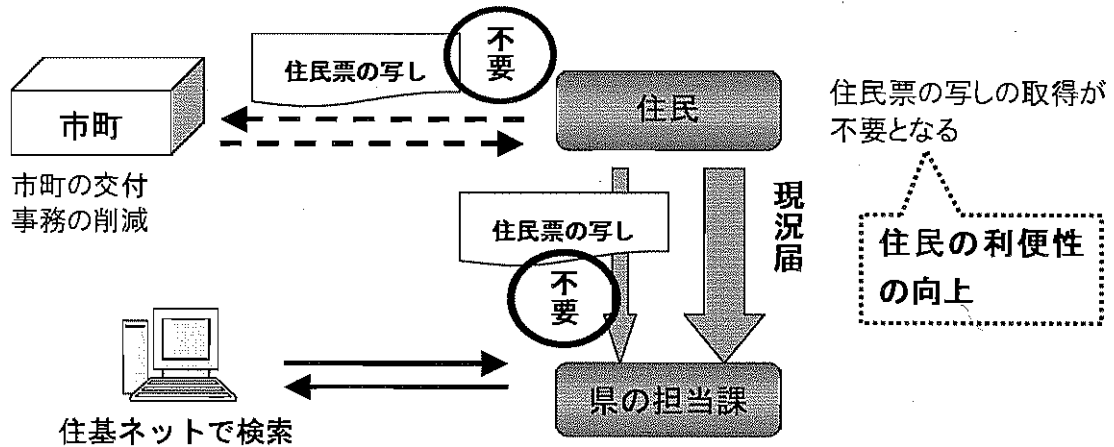 住民票の写し
不要
市町
住民
住民票の写しの取得が
不要となる
市町の交付
事務の削減
住民票の写し
不要
現況届
住民の利便性
の向上
県の担当課
住基ネットで検索